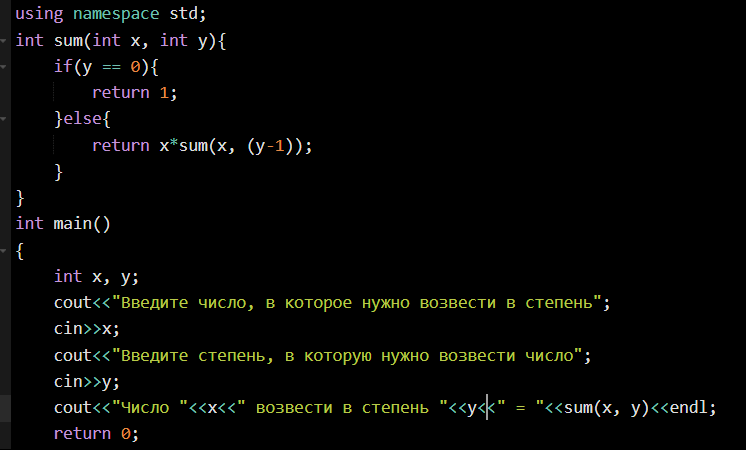 using namespace std;
int sum(int x, int y){
    if(y == 0){
        return 1;
    }else{
        return x*sum(x, (y-1));
    }
}
int main()
{
    int x, y;
    cout<<"Введите число, в которое нужно возвести в степень";
    cin>>x;
    cout<<"Введите степень, в которую нужно возвести число";
    cin>>y;
    cout<<"Число "<<x<<" возвести в степень "<<y<<" = "<<sum(x, y)<<endl;
    return 0;